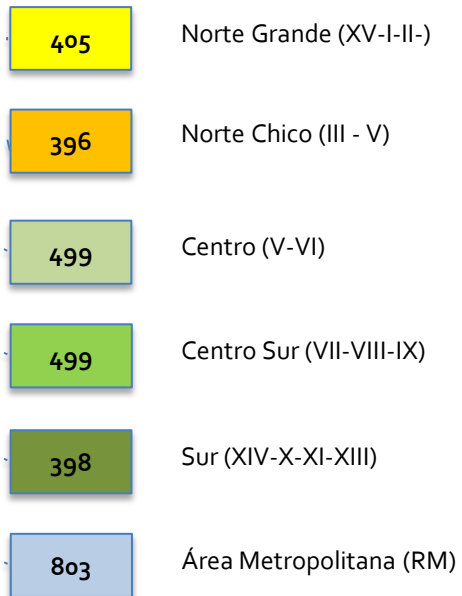 405 Norte Grande (XV-I-II-)
396 Norte Chico (III - V)
499 Centro (V-VI)
499 Centro Sur (VII-VIII-IX)
398 Sur (XIV-X-XI-XIII)
803 Área Metropolitana (RM)